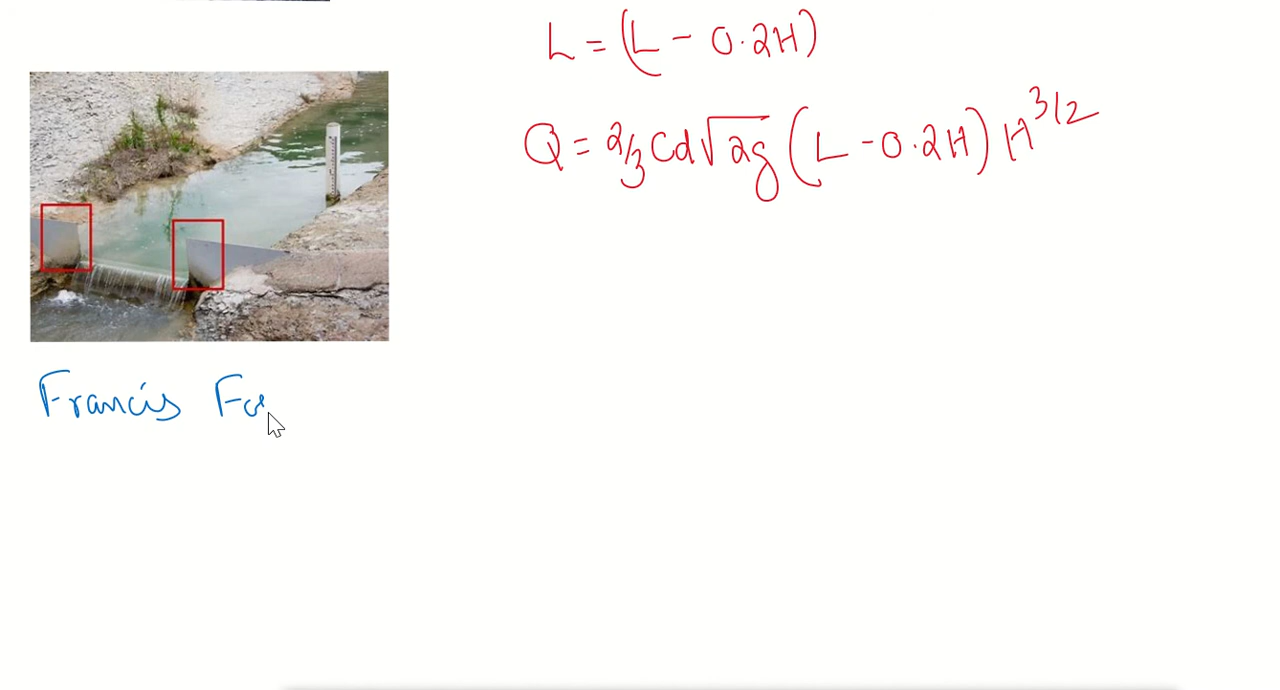 L = (L - 0.2H)
Q = 2/3 Cd √2g (L - 0.2H) H^3/2
Francis Fo